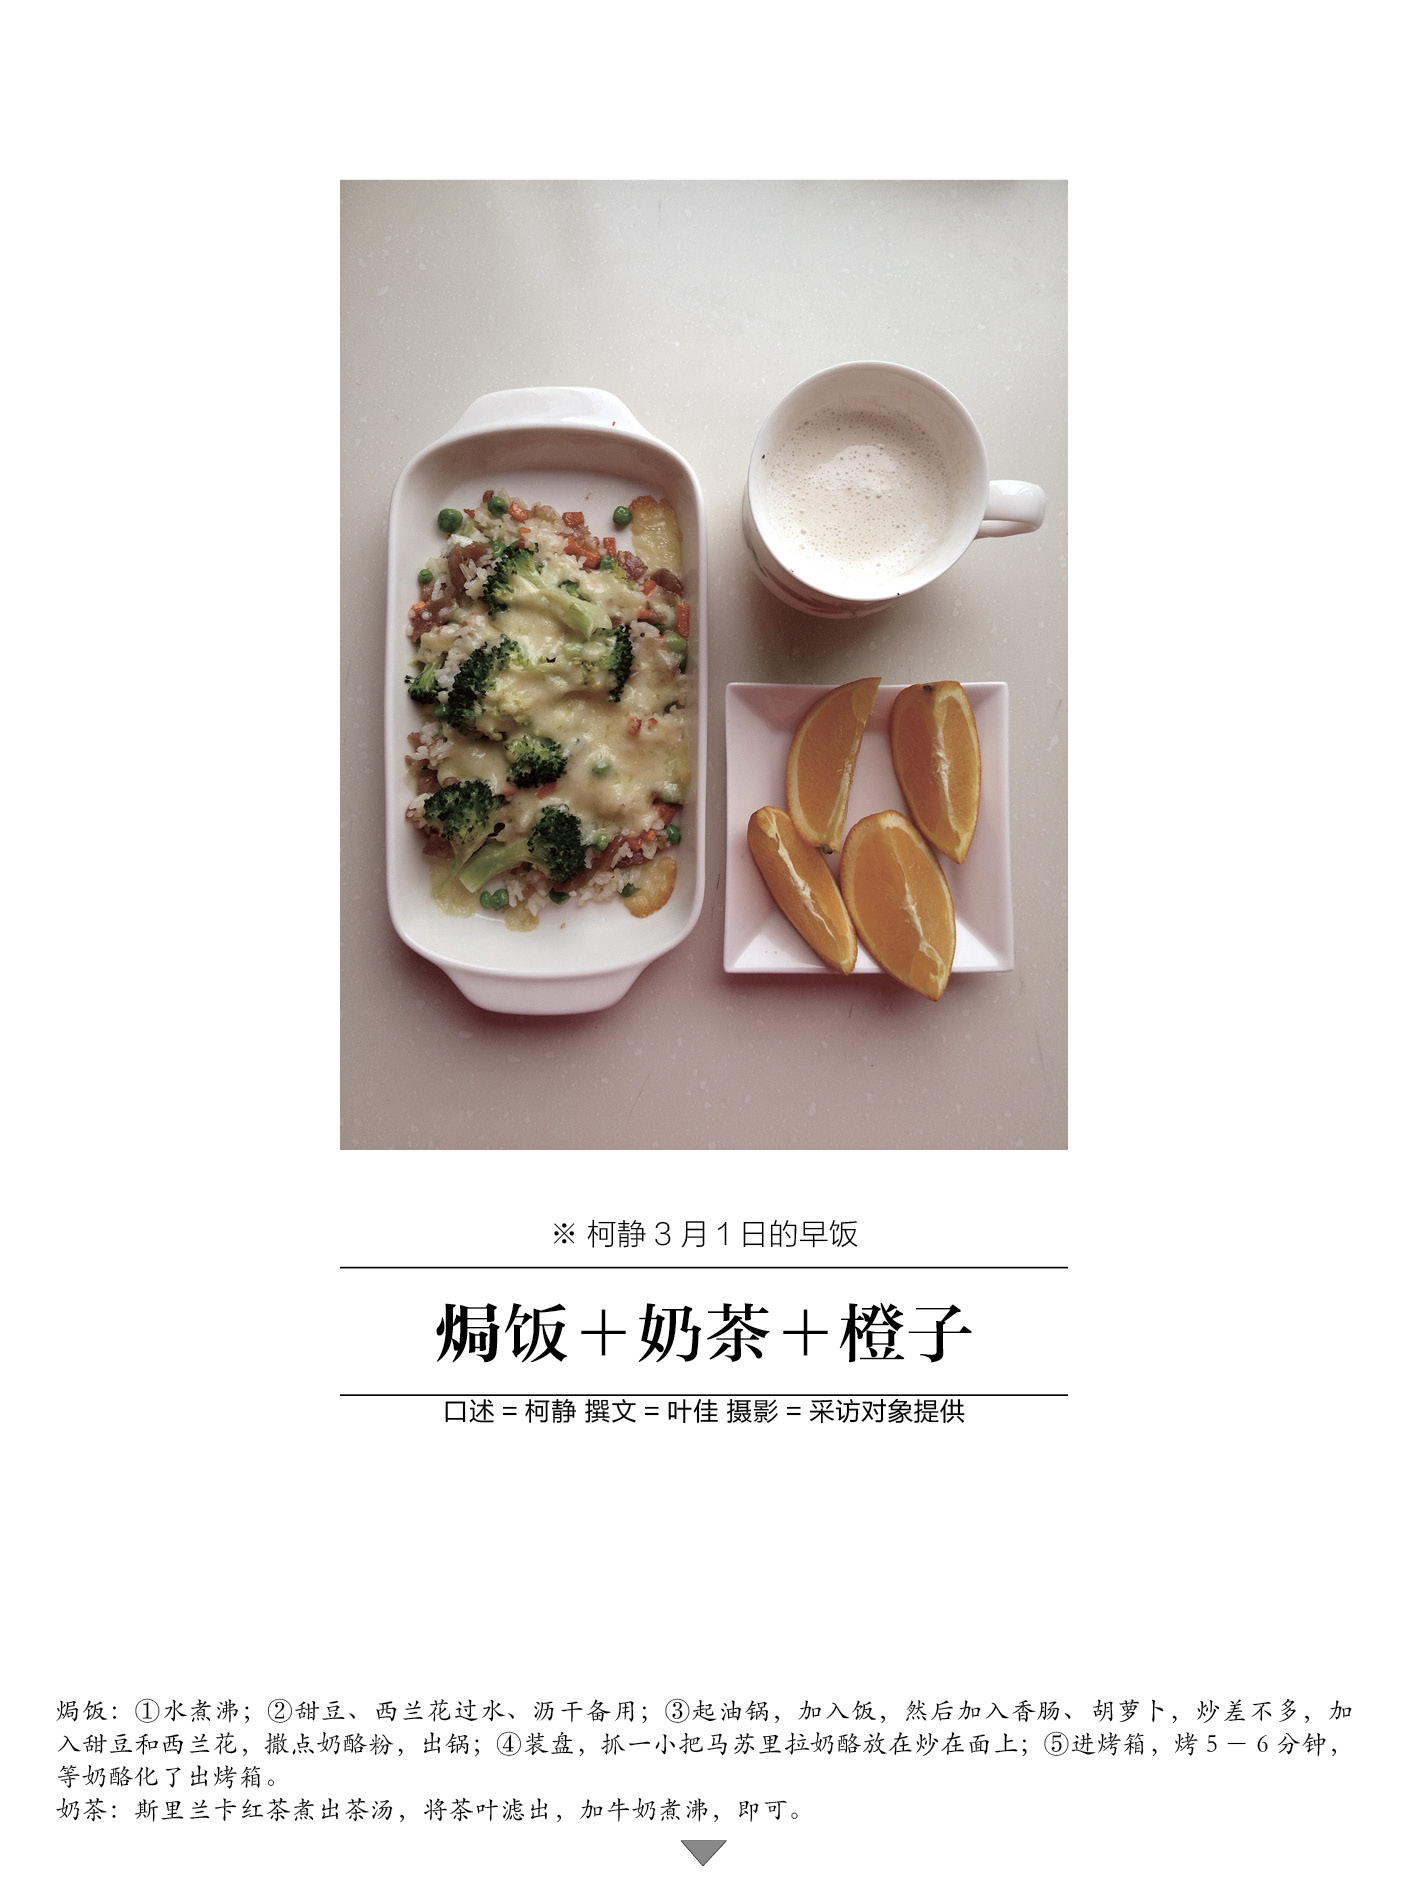 ※ 柯静 3 月 1 日的早饭
焗饭＋奶茶＋橙子
口述 = 柯静 撰文 = 叶佳 摄影 = 采访对象提供
焗饭：①水煮沸；②甜豆、西兰花过水、沥干备用；③起油锅，加入饭，然后加入香肠、胡萝卜，炒差不多，加
入甜豆和西兰花，撒点奶酪粉，出锅；④装盘，抓一小把马苏里拉奶酪放在炒在面上；⑤进烤箱，烤 5 － 6 分钟，
等奶酪化了出烤箱。
奶茶：斯里兰卡红茶煮出茶汤，将茶叶滤出，加牛奶煮沸，即可。